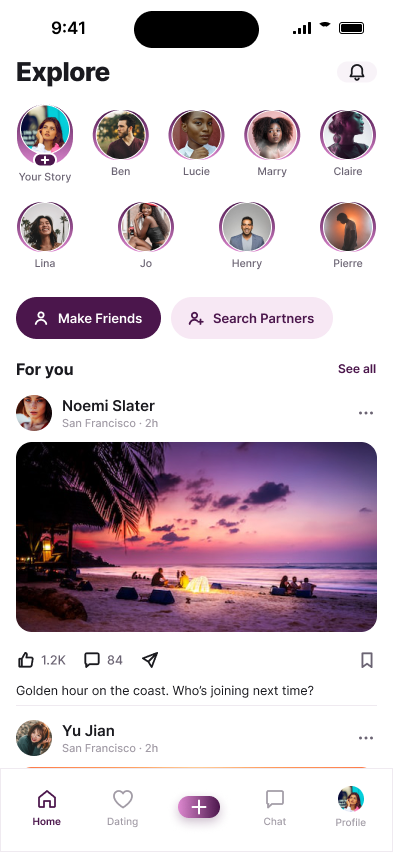 9:41
Explore
Your Story
Ben
Lucie
Marry
Claire
Lina
Jo
Henry
Pierre
Make Friends
Search Partners
For you
See all
Noemi Slater
San Francisco · 2h
1.2K
84
Golden hour on the coast. Who’s joining next time?
Yu Jian
San Francisco · 2h
Home
Dating
Chat
Profile